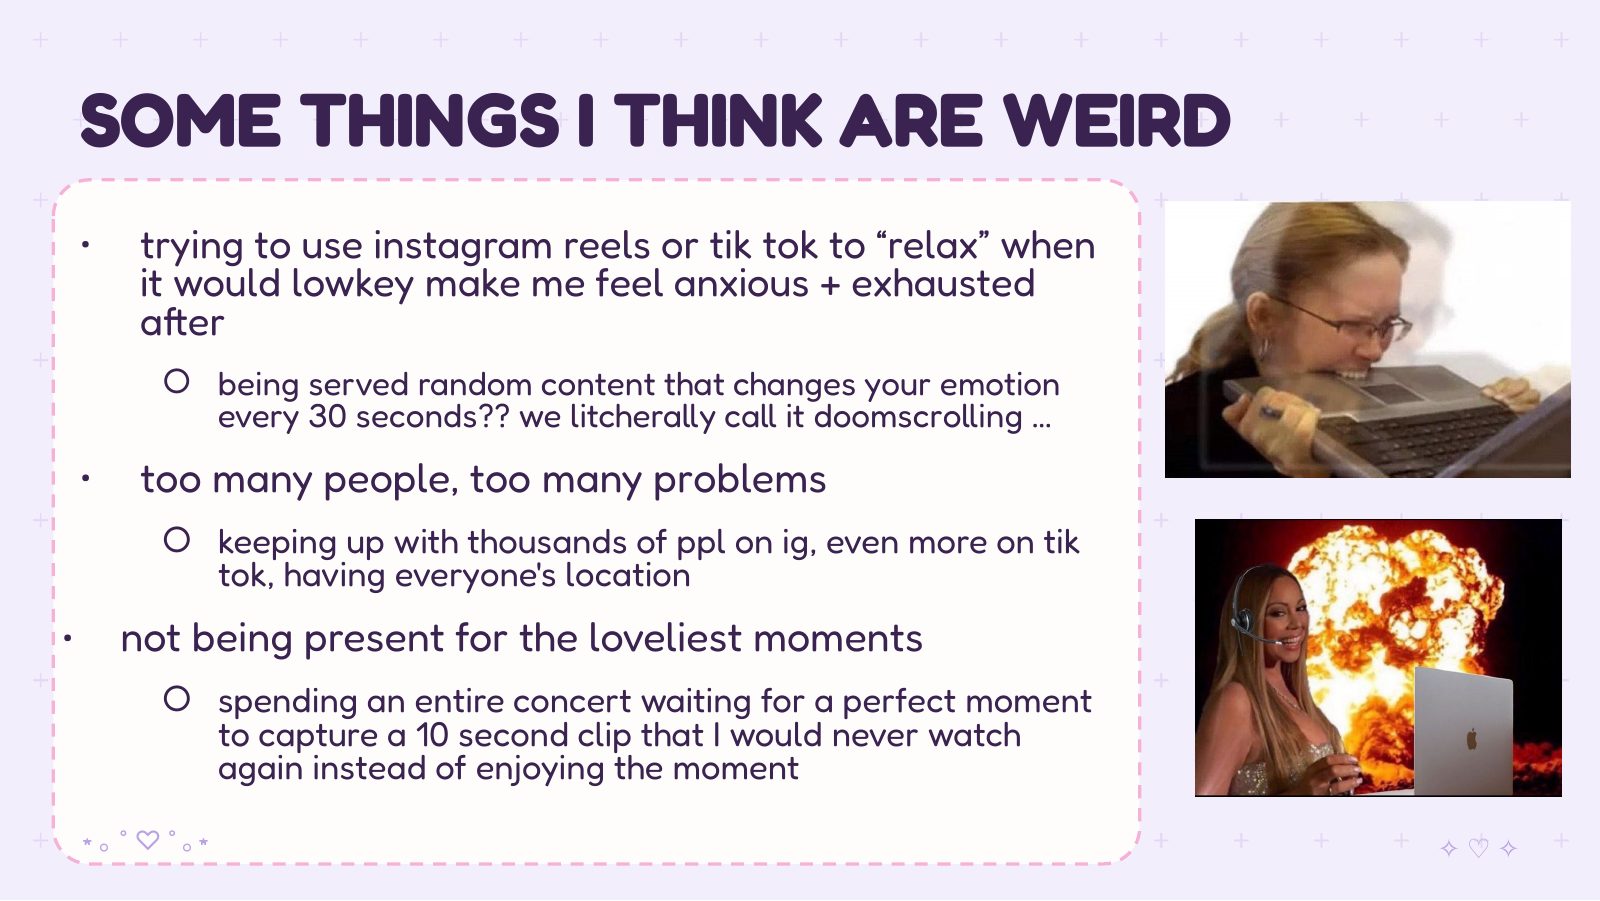 SOME THINGS I THINK ARE WEIRD
• trying to use instagram reels or tik tok to “relax” when
it would lowkey make me feel anxious + exhausted
after
○ being served random content that changes your emotion
every 30 seconds?? we litcherally call it doomscrolling ...
• too many people, too many problems
○ keeping up with thousands of ppl on ig, even more on tik
tok, having everyone's location
• not being present for the loveliest moments
○ spending an entire concert waiting for a perfect moment
to capture a 10 second clip that I would never watch
again instead of enjoying the moment